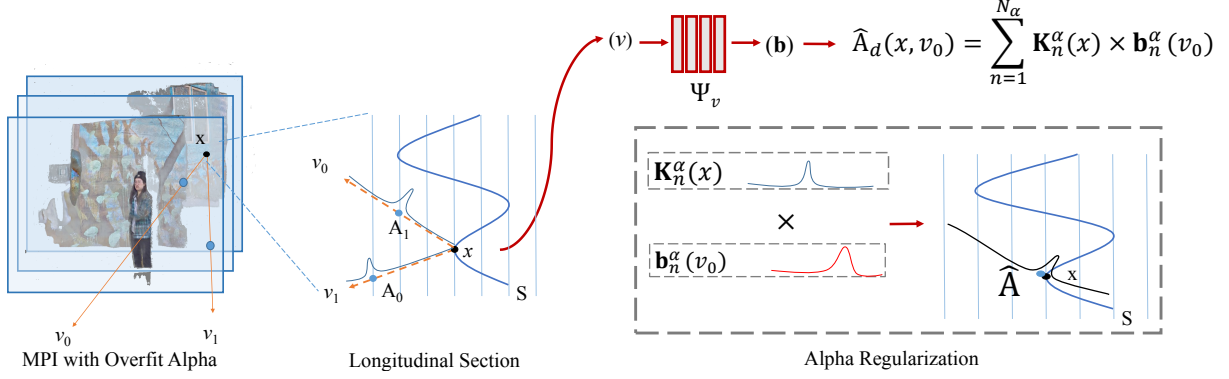 (v)
Ψ_v
(b)
Â_d(x, v_0) = \sum_{n=1}^{N_α} K_n^α(x) × b_n^α(v_0)
x
v_0
v_1
MPI with Overfit Alpha
v_0
A_1
x
v_1
A_0
S
Longitudinal Section
K_n^α(x)
×
b_n^α(v_0)
Â
x
S
Alpha Regularization